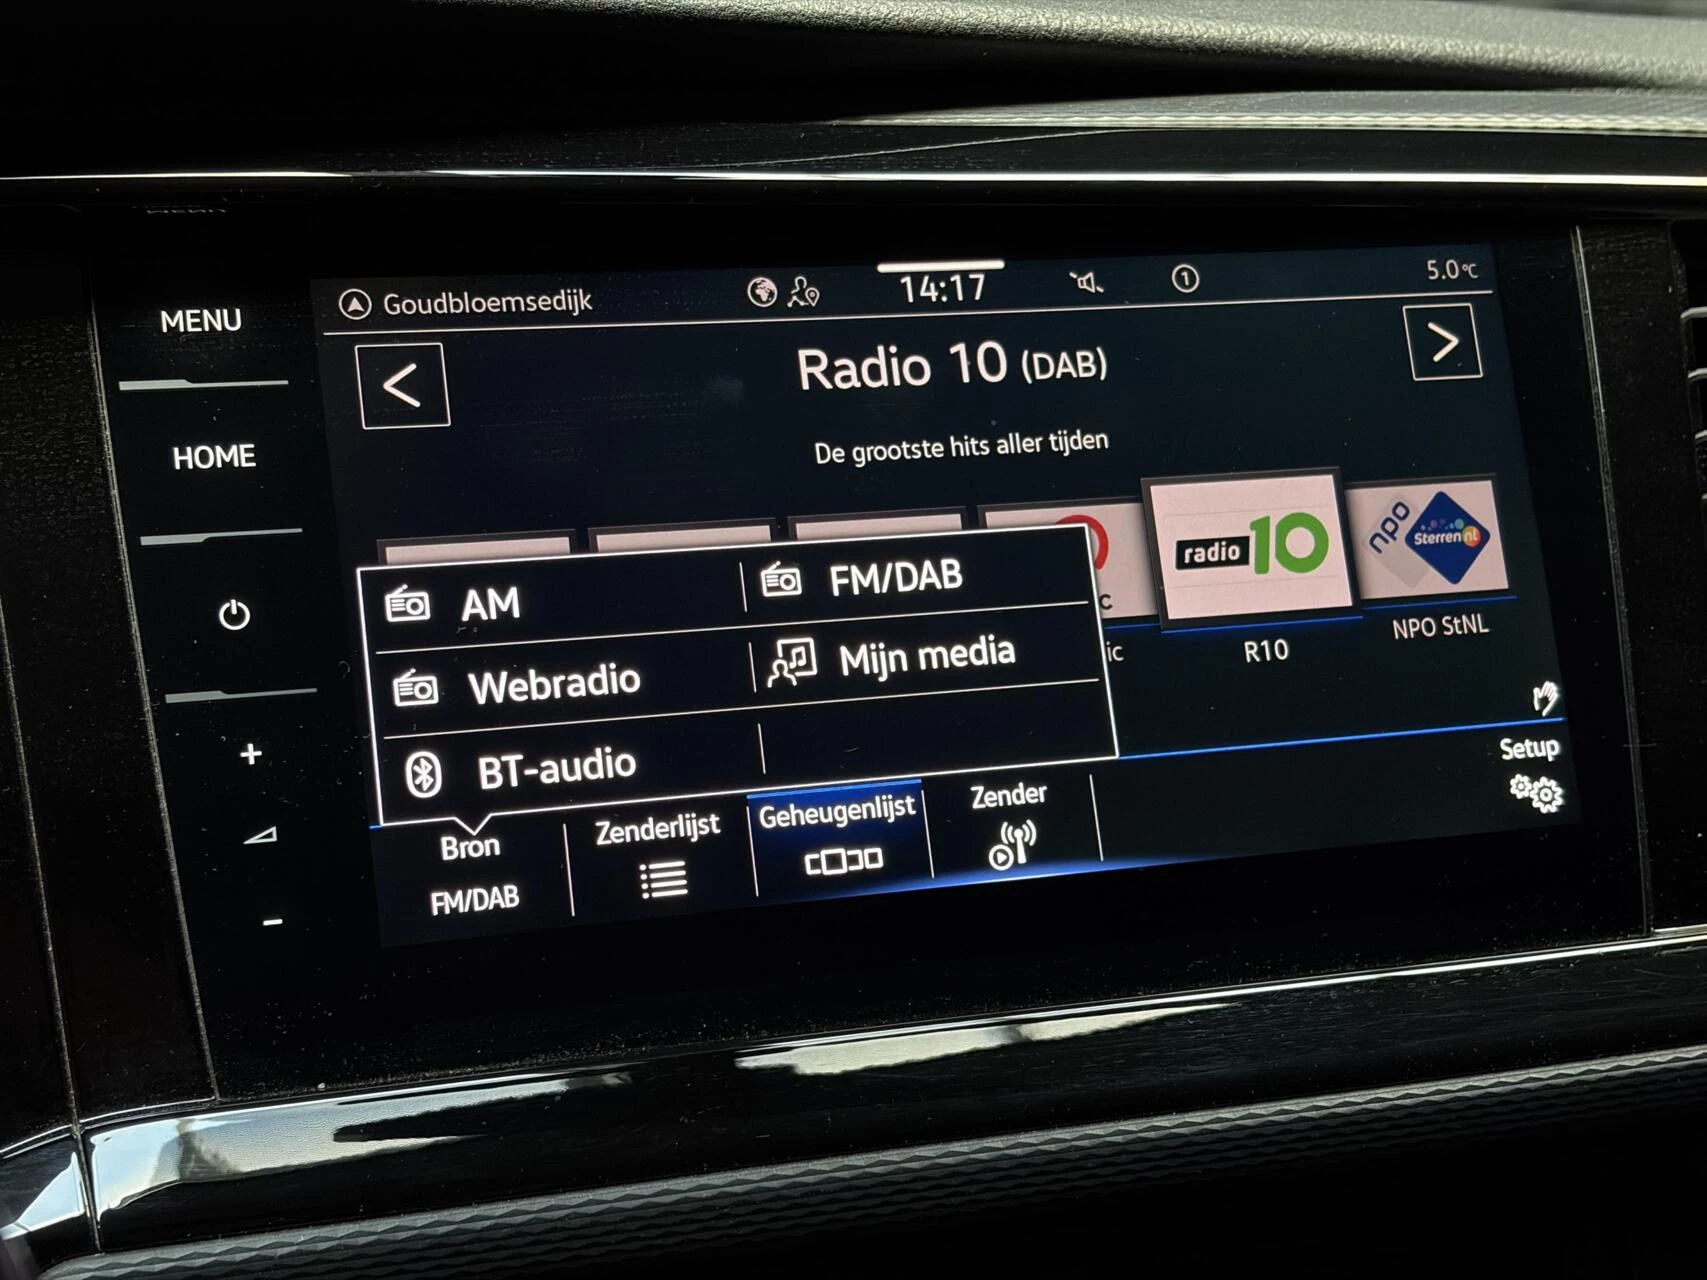 MENU
Goudbloemsedijk
14:17
1
5.0°C
Radio 10 (DAB)
HOME
De grootste hits aller tijden
radio 10
npo
Sterren nl
AM
FM/DAB
c
ic
R10
NPO StNL
Webradio
Mijn media
BT-audio
+
Setup
Bron
Zenderlijst
Geheugenlijst
Zender
FM/DAB
-